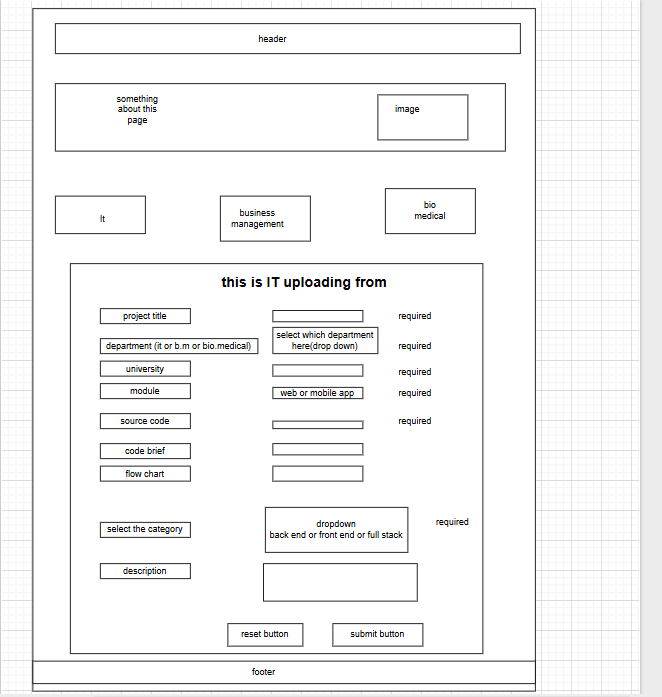 header
something
about this
page
image
It
business
management
bio
medical
this is IT uploading from
project title
required
department (it or b.m or bio.medical)
select which department
here(drop down)
required
university
required
module
web or mobile app
required
source code
required
code brief
flow chart
select the category
dropdown
back end or front end or full stack
required
description
reset button
submit button
footer